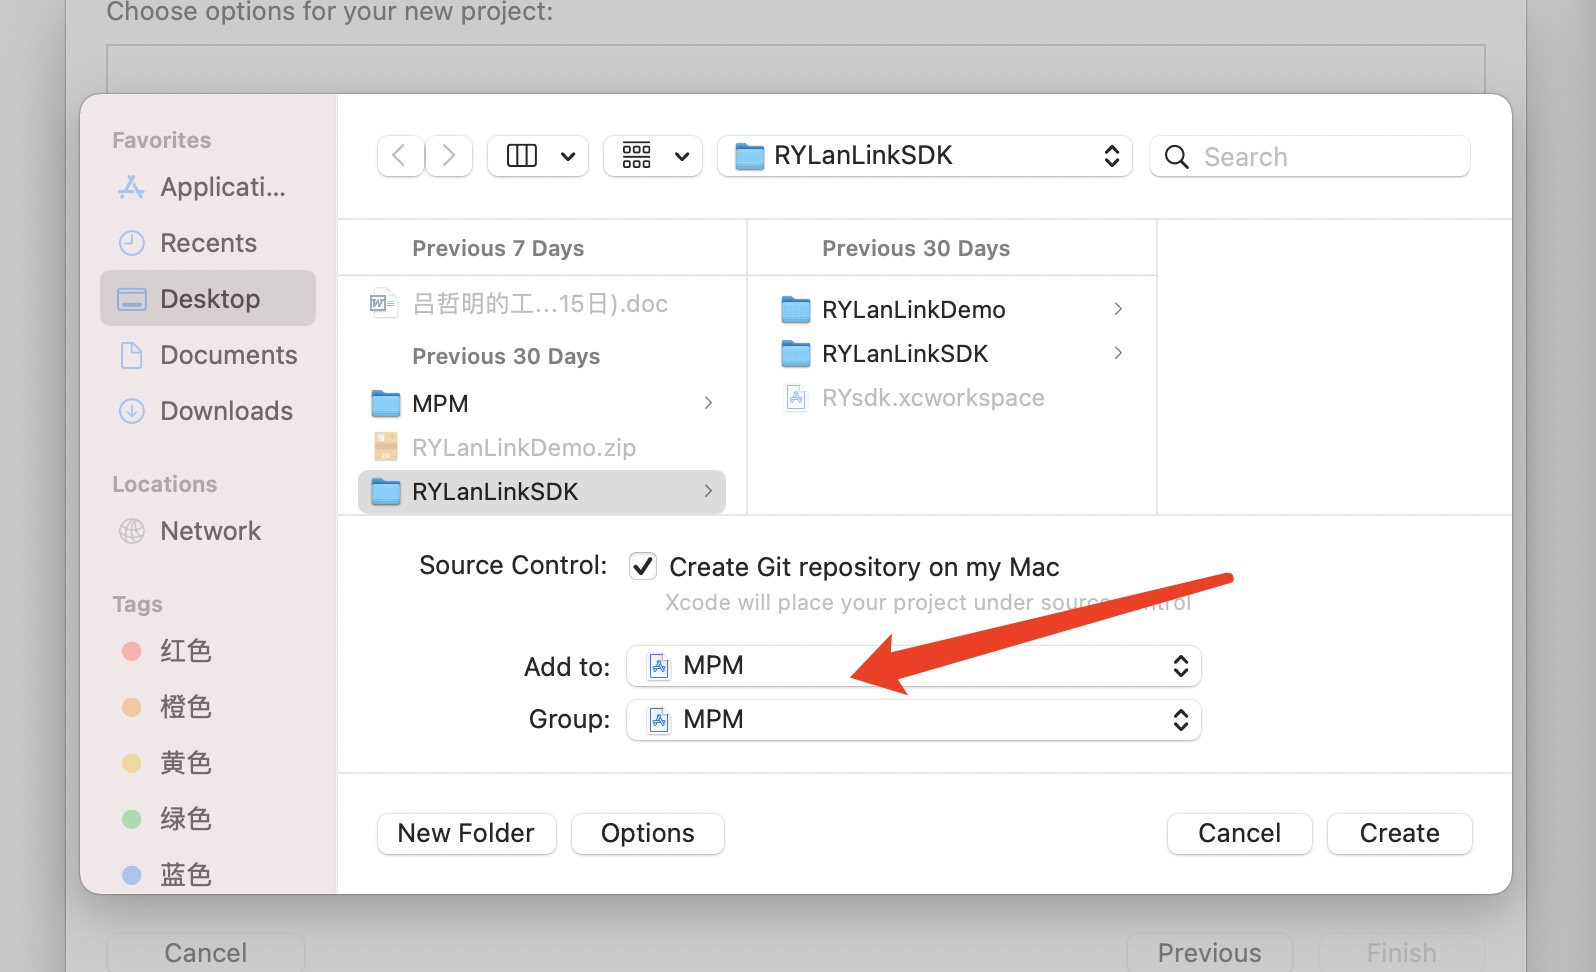 Choose options for your new project:
Favorites
Applicati...
Recents
Desktop
Documents
Downloads
Locations
Network
Tags
红色
橙色
黄色
绿色
蓝色
RYLanLinkSDK
Search
Previous 7 Days
吕哲明的工...15日).doc
Previous 30 Days
MPM
RYLanLinkDemo.zip
RYLanLinkSDK
Previous 30 Days
RYLanLinkDemo
RYLanLinkSDK
RYsdk.xcworkspace
Source Control: Create Git repository on my Mac
Xcode will place your project under source control
Add to: MPM
Group: MPM
New Folder Options Cancel Create
Cancel Previous Finish